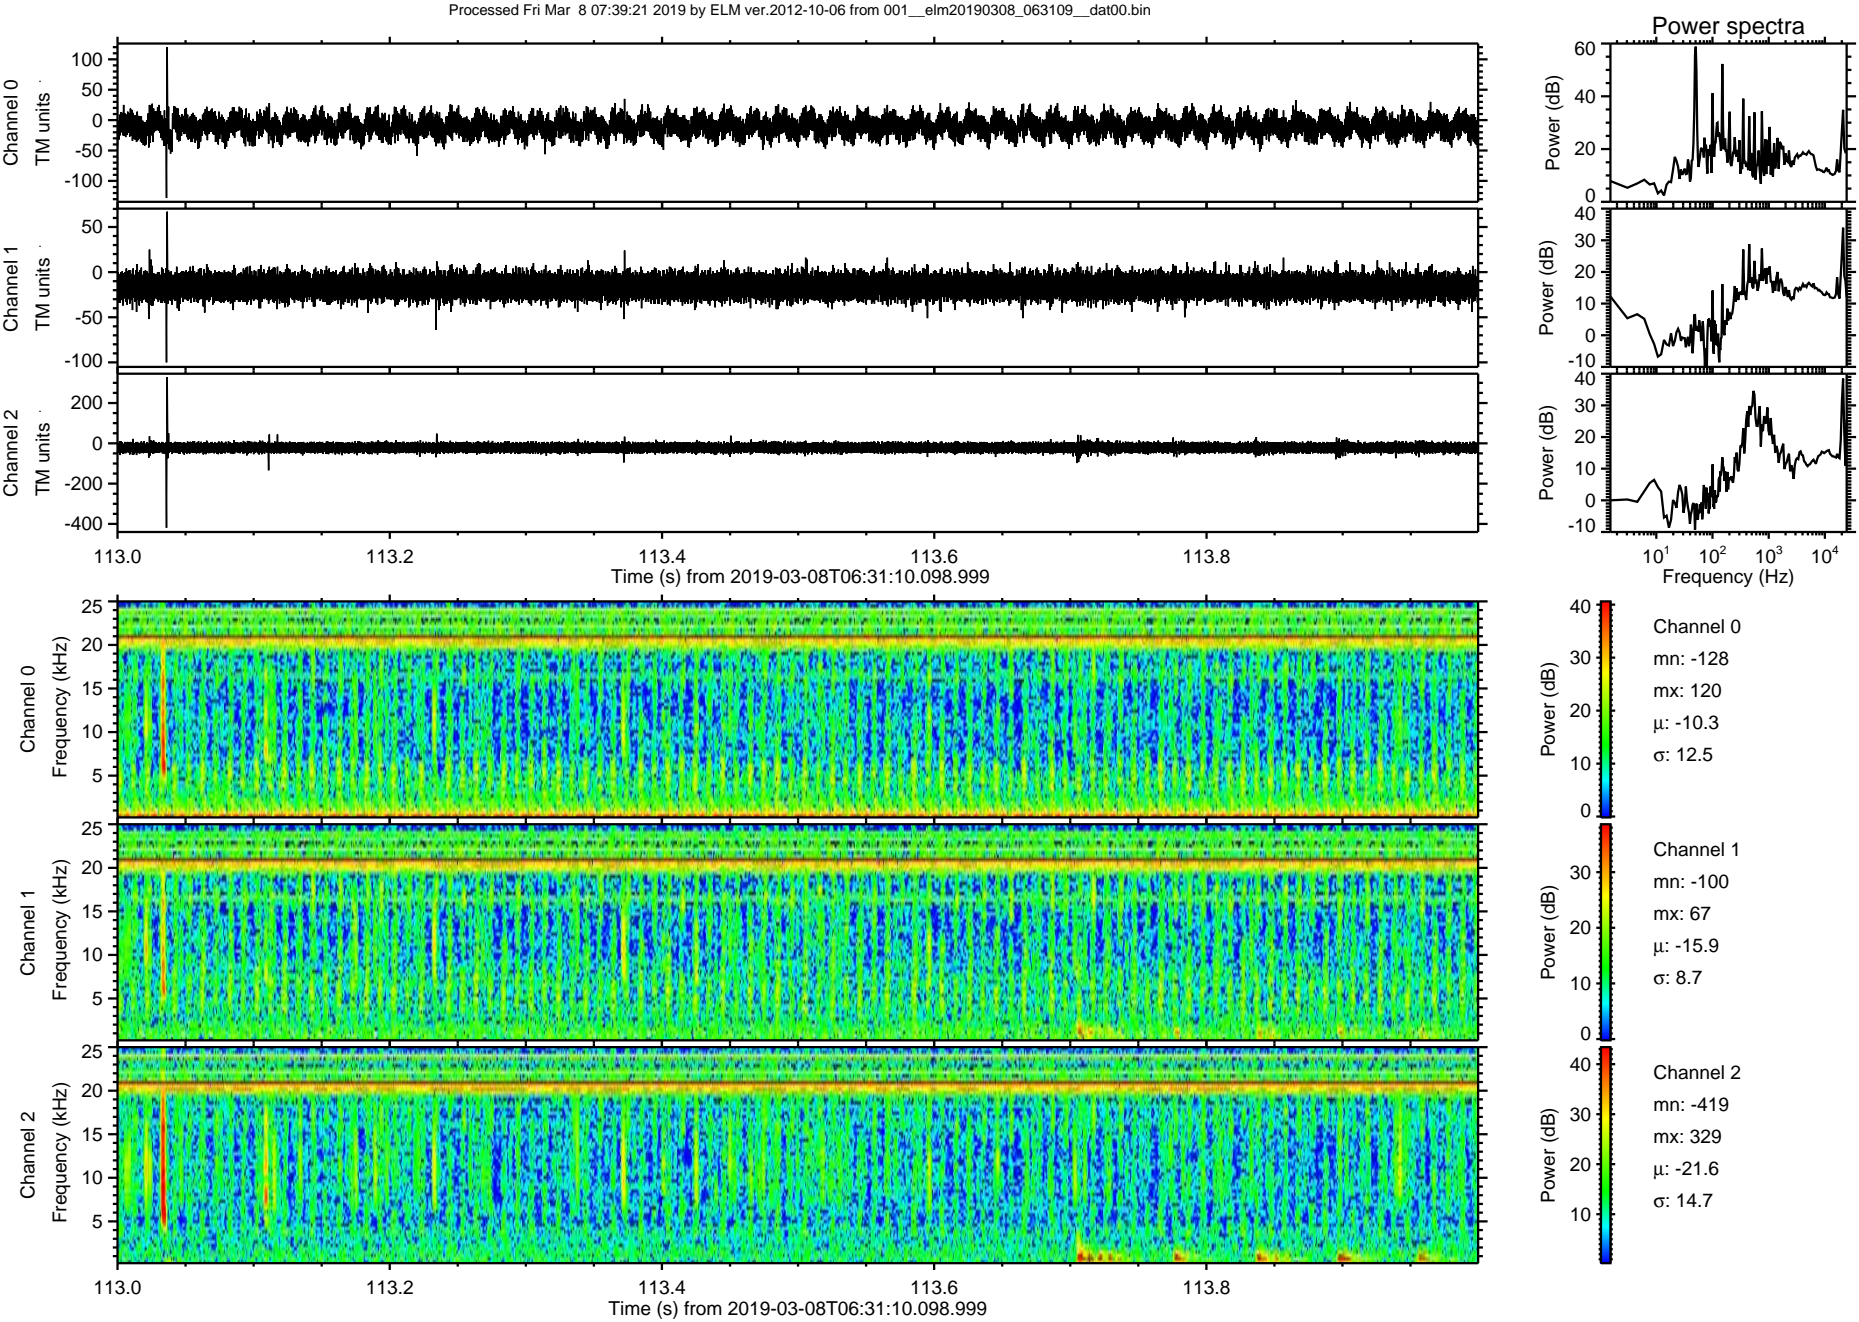 Processed Fri Mar  8 07:39:21 2019 by ELM ver.2012-10-06 from 001__elm20190308_063109__dat00.bin
Power spectra
Channel 0
TM units
100
50
0
-50
-100
Power (dB)
60
40
20
0
Channel 1
TM units
50
0
-50
-100
Power (dB)
40
30
20
10
0
-10
Channel 2
TM units
200
0
-200
-400
Power (dB)
40
30
20
10
0
-10
113.0 113.2 113.4 113.6 113.8
Time (s) from 2019-03-08T06:31:10.098.999
10^1 10^2 10^3 10^4
Frequency (Hz)
Channel 0
Frequency (kHz)
25
20
15
10
5
Power (dB)
40
30
20
10
0
Channel 0
mn: -128
mx: 120
µ: -10.3
σ: 12.5
Channel 1
Frequency (kHz)
25
20
15
10
5
Power (dB)
30
20
10
0
Channel 1
mn: -100
mx: 67
µ: -15.9
σ: 8.7
Channel 2
Frequency (kHz)
25
20
15
10
5
Power (dB)
40
30
20
10
Channel 2
mn: -419
mx: 329
µ: -21.6
σ: 14.7
113.0 113.2 113.4 113.6 113.8
Time (s) from 2019-03-08T06:31:10.098.999